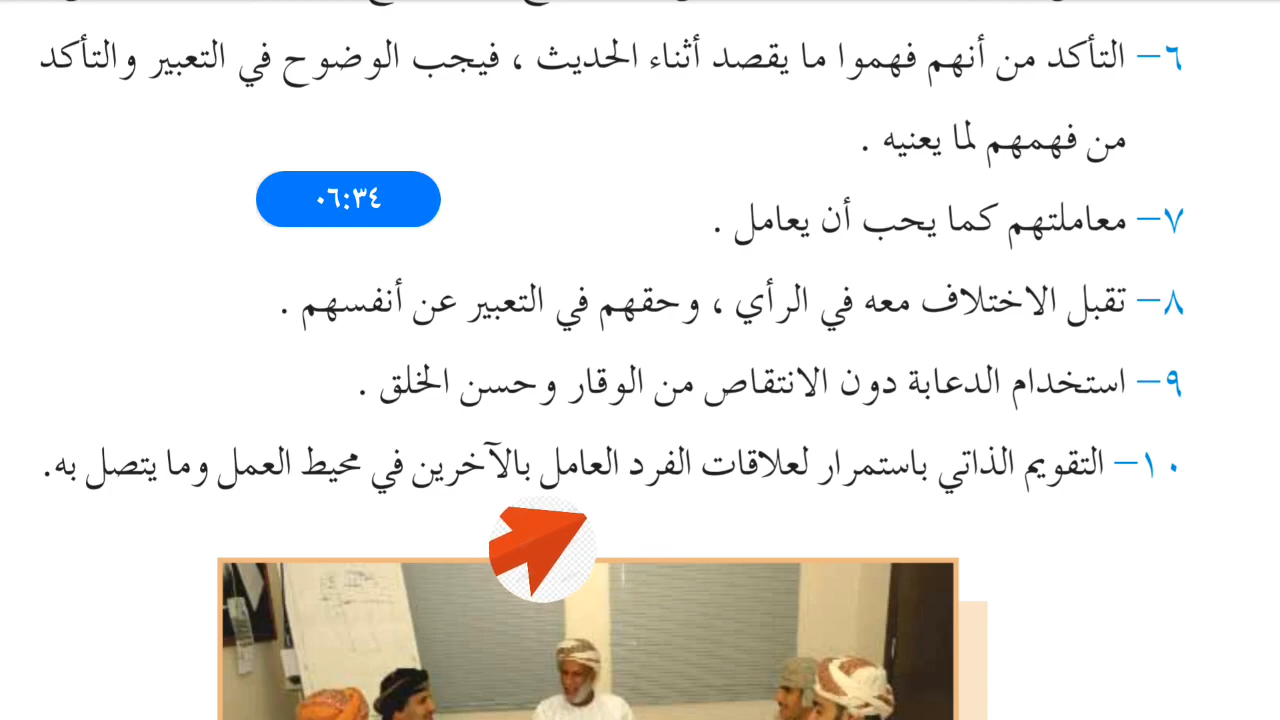 ٦- التأكد من أنهم فهموا ما يقصد أثناء الحديث ، فيجب الوضوح في التعبير والتأكد
من فهمهم لما يعنيه .
٠٦:٣٤
٧- معاملتهم كما يحب أن يعامل .
٨- تقبل الاختلاف معه في الرأي ، وحقهم في التعبير عن أنفسهم .
٩- استخدام الدعابة دون الانتقاص من الوقار وحسن الخلق .
١٠- التقويم الذاتي باستمرار لعلاقات الفرد العامل بالآخرين في محيط العمل وما يتصل به.